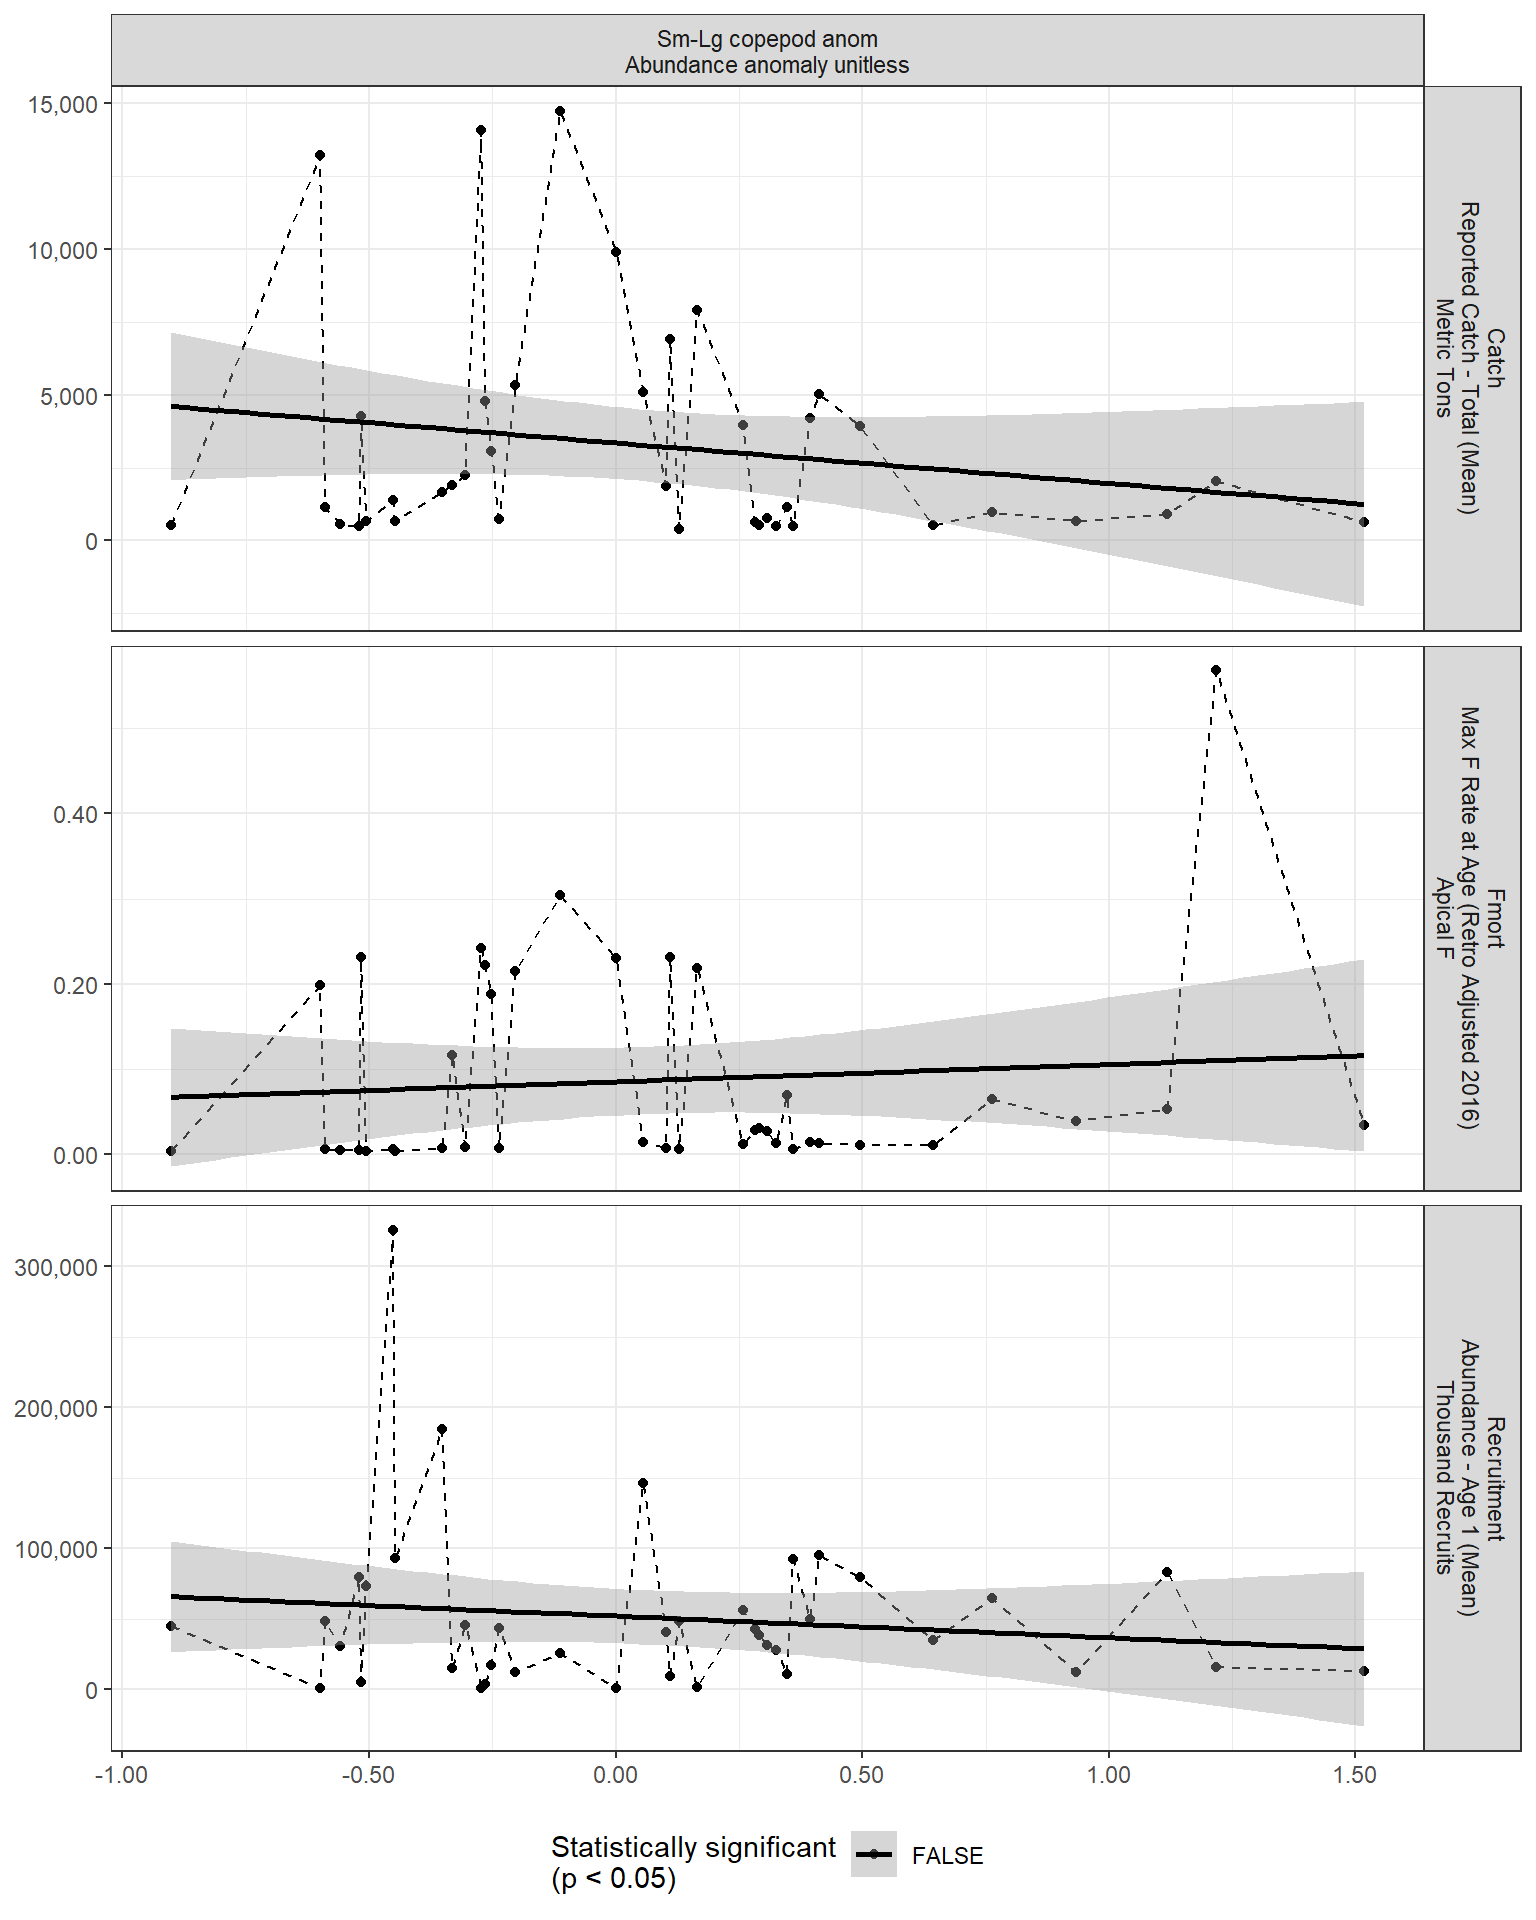 Sm-Lg copepod anom
Abundance anomaly unitless
15,000
10,000
5,000
0
Catch
Reported Catch - Total (Mean)
Metric Tons
0.40
0.20
0.00
Fmort
Max F Rate at Age (Retro Adjusted 2016)
Apical F
300,000
200,000
100,000
0
Recruitment
Abundance - Age 1 (Mean)
Thousand Recruits
-1.00
-0.50
0.00
0.50
1.00
1.50
Statistically significant
(p < 0.05)
FALSE